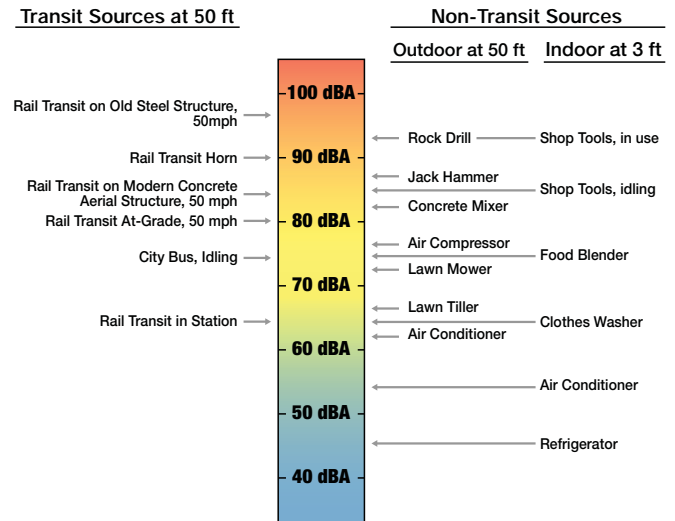 Transit Sources at 50 ft
Non-Transit Sources
Outdoor at 50 ft
Indoor at 3 ft
100 dBA
90 dBA
80 dBA
70 dBA
60 dBA
50 dBA
40 dBA
Rail Transit on Old Steel Structure,
50mph
Rail Transit Horn
Rail Transit on Modern Concrete
Aerial Structure, 50 mph
Rail Transit At-Grade, 50 mph
City Bus, Idling
Rail Transit in Station
Rock Drill
Jack Hammer
Concrete Mixer
Air Compressor
Lawn Mower
Lawn Tiller
Air Conditioner
Shop Tools, in use
Shop Tools, idling
Food Blender
Clothes Washer
Air Conditioner
Refrigerator